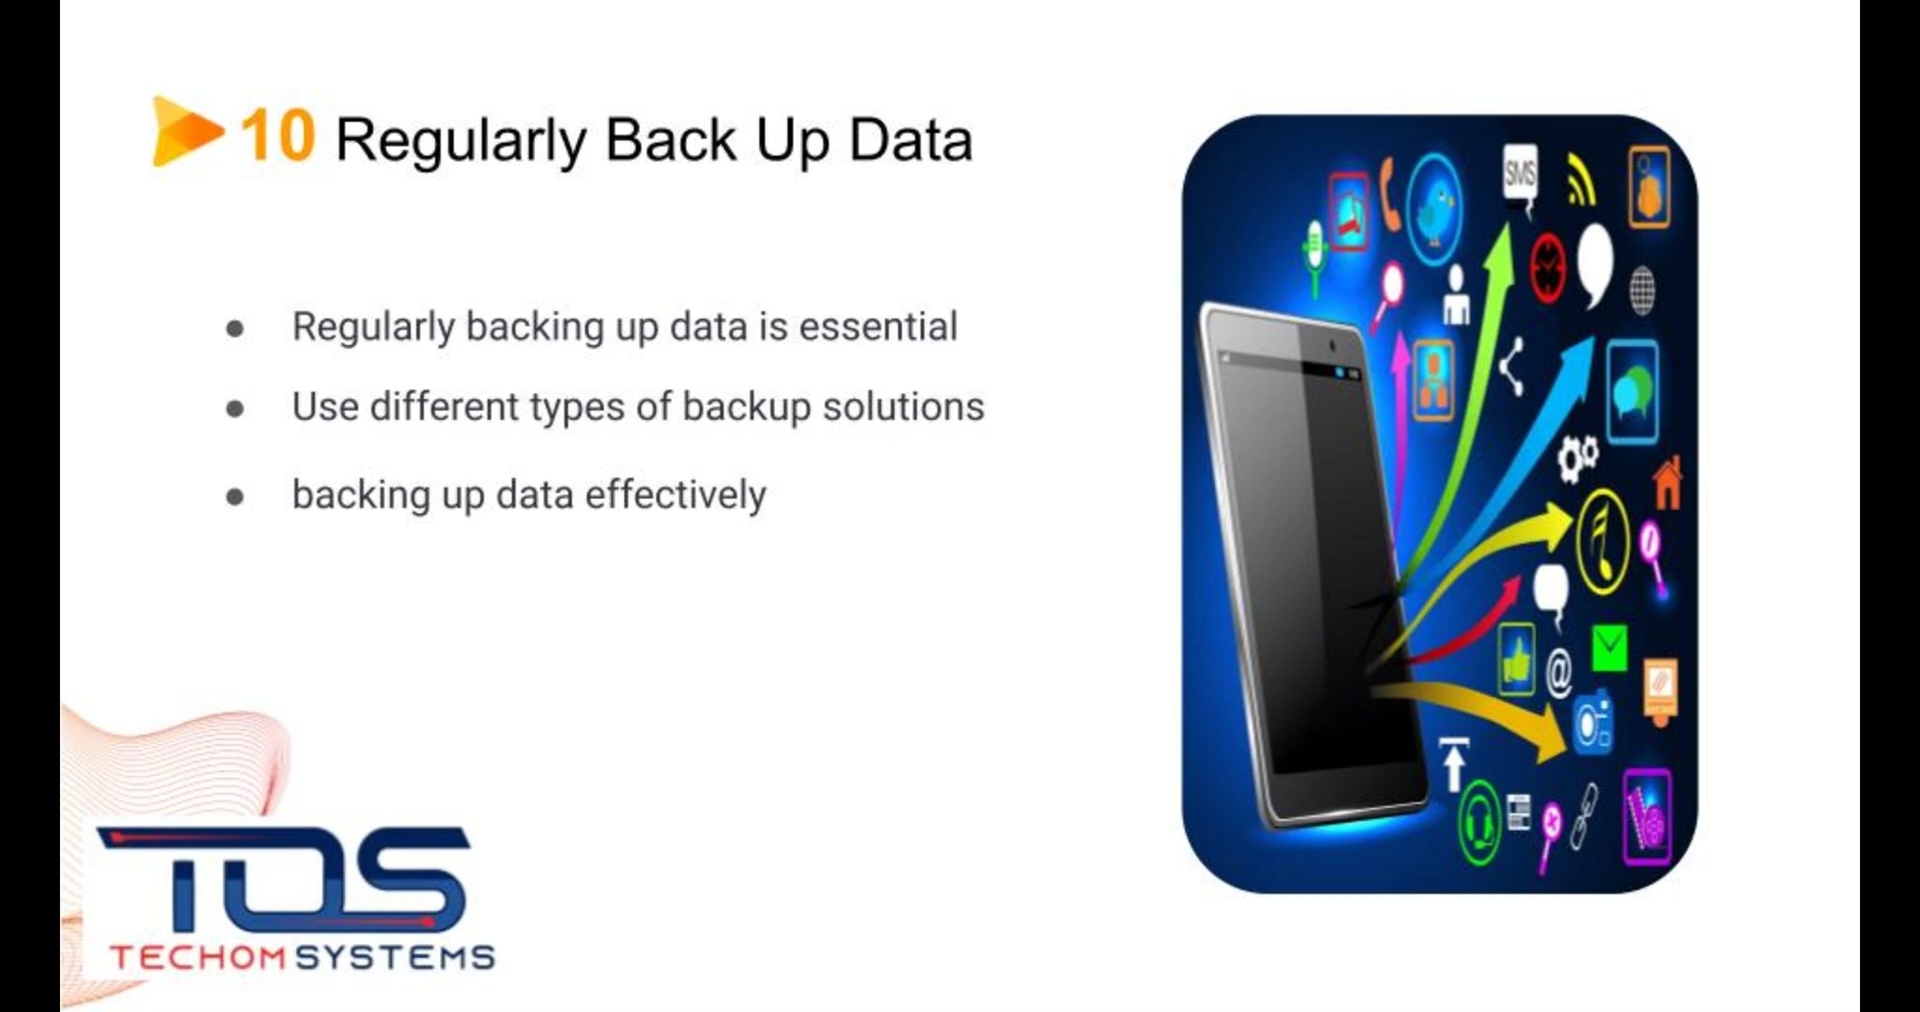 10 Regularly Back Up Data
Regularly backing up data is essential
Use different types of backup solutions
backing up data effectively
SMS
@
TOS
TECHOM SYSTEMS